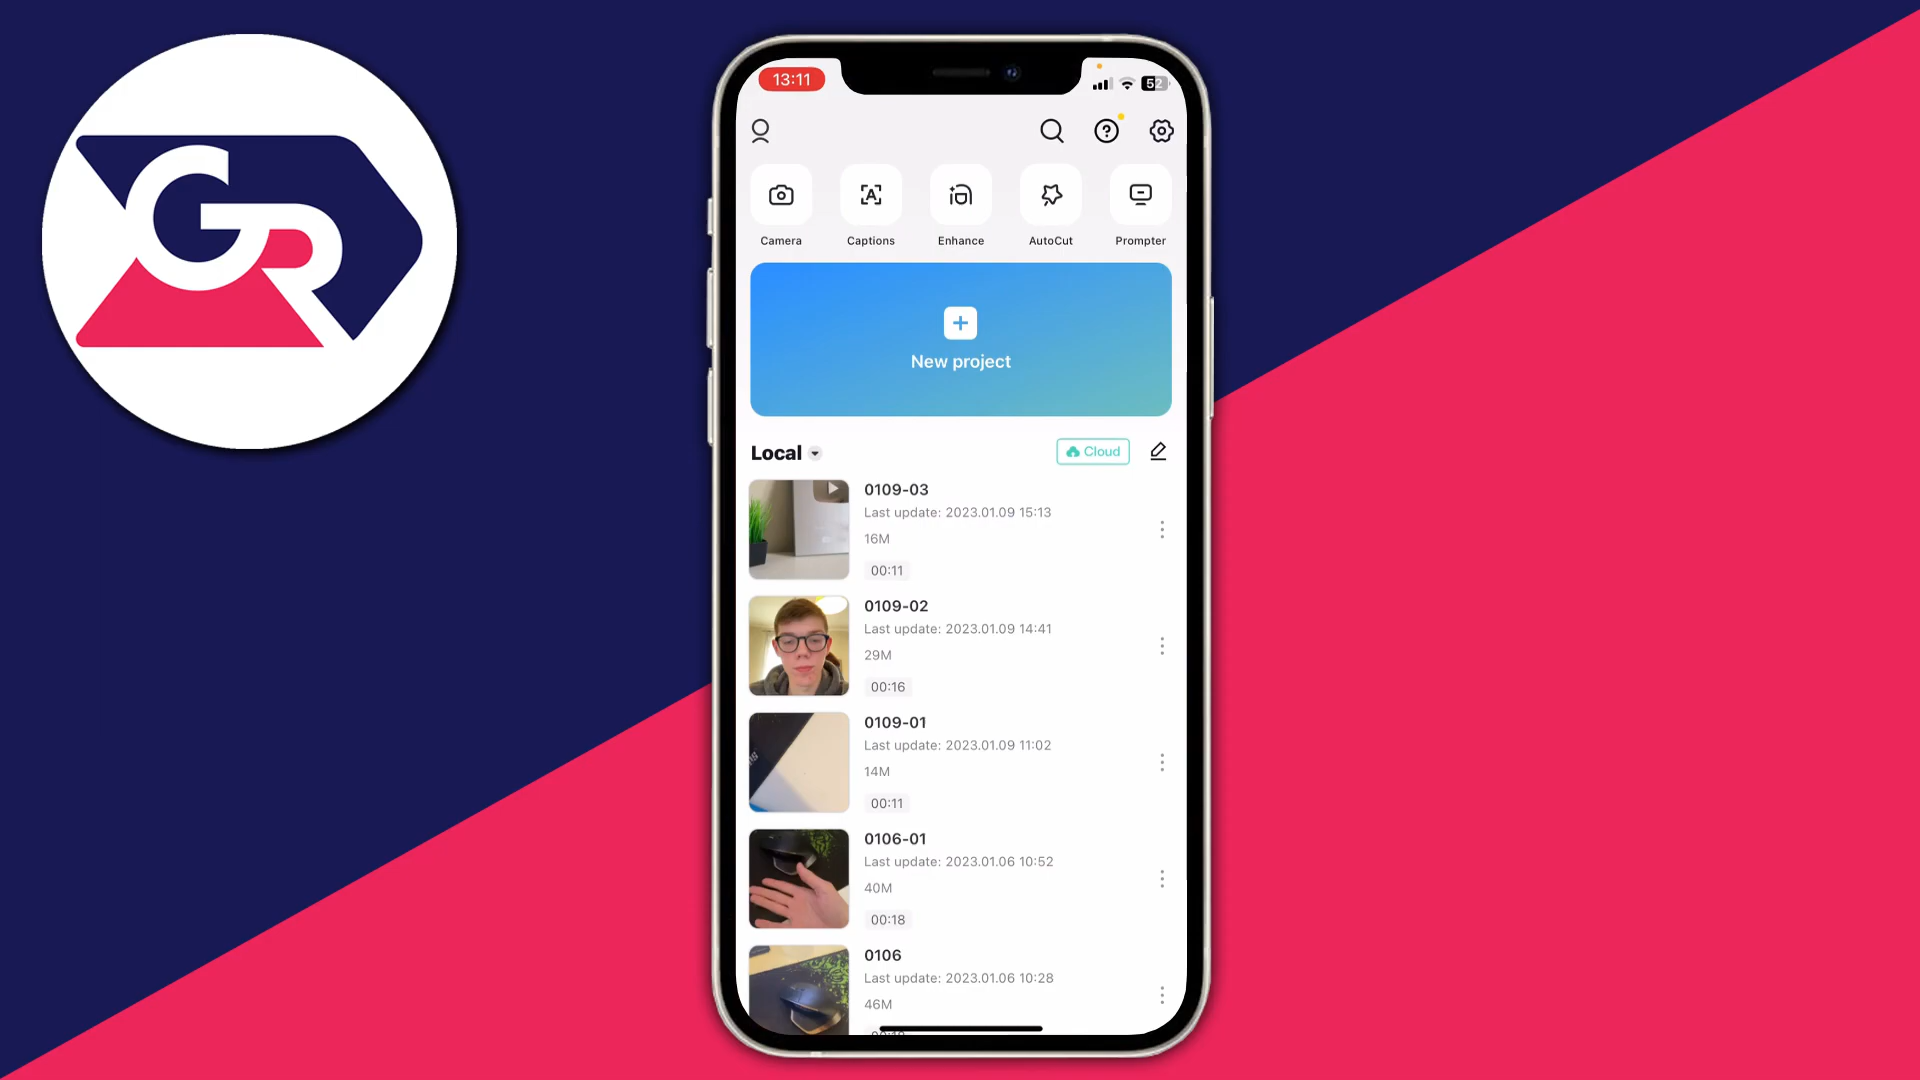 GR
13:11
52
Camera
Captions
Enhance
AutoCut
Prompter
New project
Local
Cloud
0109-03
Last update: 2023.01.09 15:13
16M
00:11
0109-02
Last update: 2023.01.09 14:41
29M
00:16
0109-01
Last update: 2023.01.09 11:02
14M
00:11
0106-01
Last update: 2023.01.06 10:52
40M
00:18
0106
Last update: 2023.01.06 10:28
46M